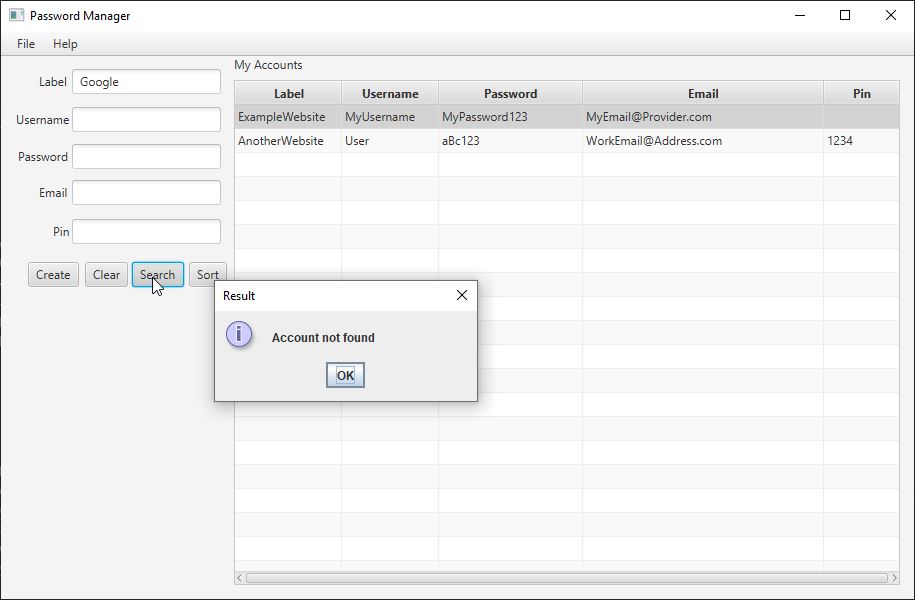 Password Manager
File Help
My Accounts
Label Google
Username
Password
Email
Pin
Create Clear Search Sort
Label Username Password Email Pin
ExampleWebsite MyUsername MyPassword123 MyEmail@Provider.com
AnotherWebsite User aBc123 WorkEmail@Address.com 1234
Result
Account not found
OK